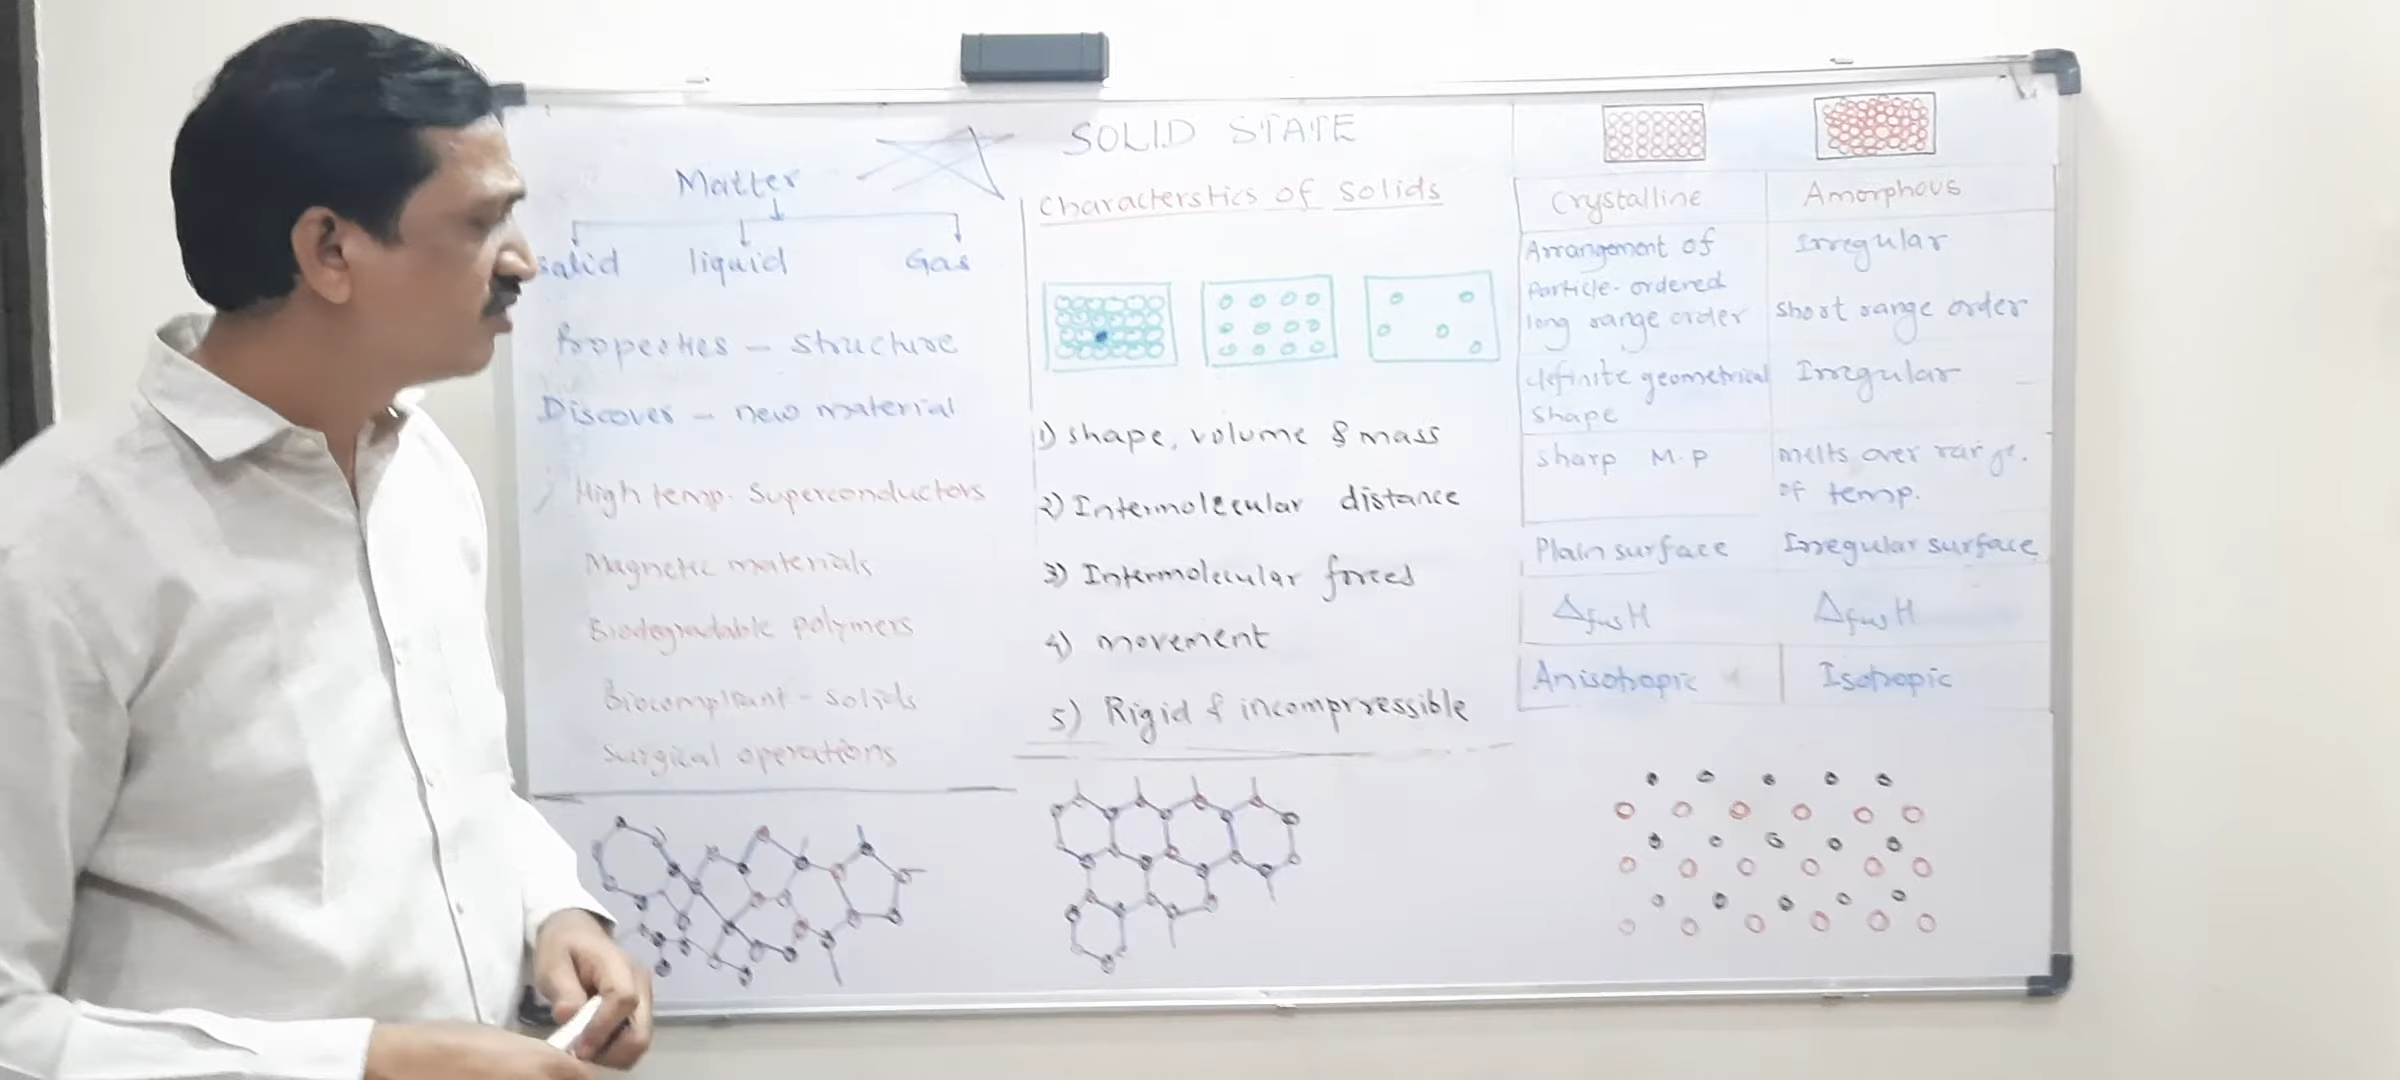 SOLID STATE
Matter
solid liquid Gas
Properties - structure
Discover - new material
High temp. Superconductors
Magnetic materials
Biodegradable polymers
Biocompliant - solids
Surgical operations
Characterstics of solids
1) shape, volume & mass
2) Intermolecular distance
3) Intermolecular forces
4) movement
5) Rigid & incomprressible
Crystalline Amorphous
Arrangement of Irregular
Particle - ordered
long range order short range order
definite geometrical Irregular
shape
sharp M.P melts over range.
of temp.
Plain surface Irregular surface
ΔfusH ΔfusH
Anisotropic Isotropic